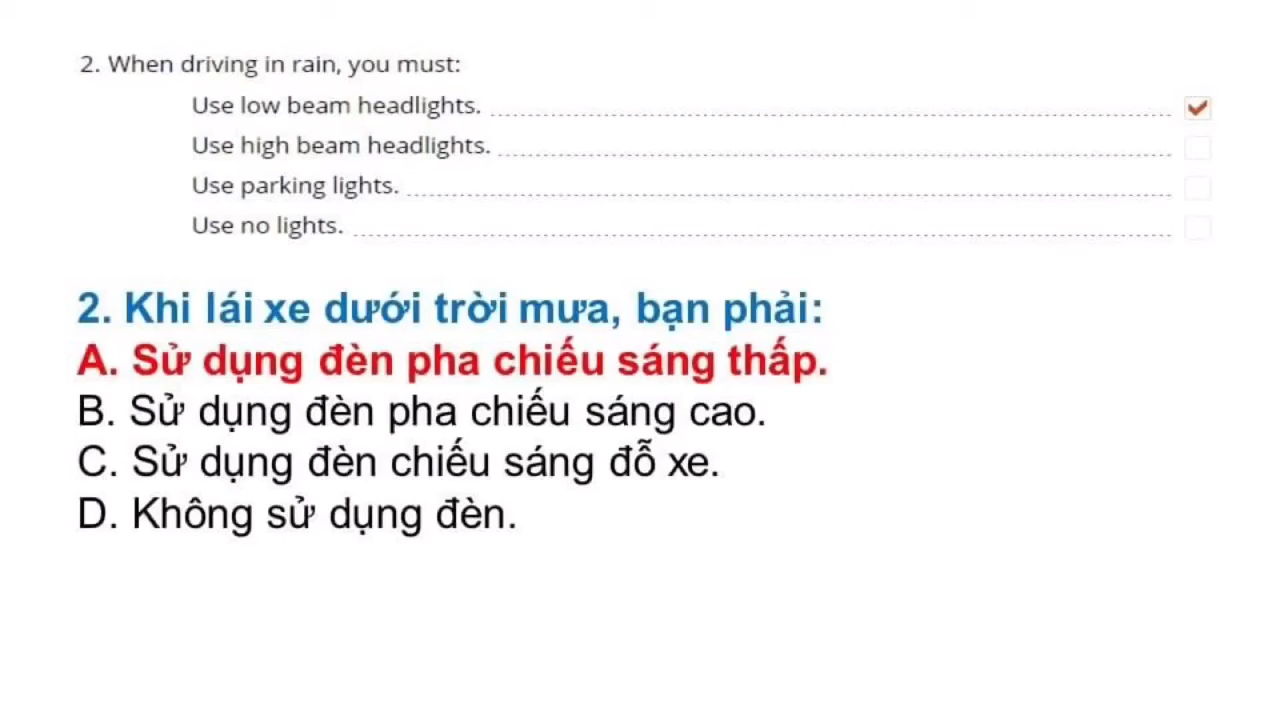 2. When driving in rain, you must:
Use low beam headlights.
Use high beam headlights.
Use parking lights.
Use no lights.
2. Khi lái xe dưới trời mưa, bạn phải:
A. Sử dụng đèn pha chiếu sáng thấp.
B. Sử dụng đèn pha chiếu sáng cao.
C. Sử dụng đèn chiếu sáng đỗ xe.
D. Không sử dụng đèn.